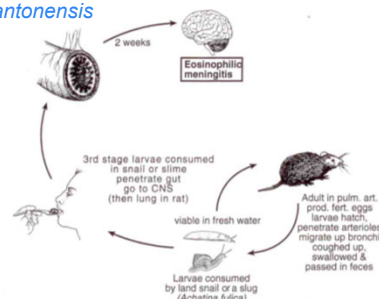 antonensis
2 weeks
Eosinophilic
meningitis
3rd stage larvae consumed
in snail or slime
penetrate gut
go to CNS
(then lung in rat)
viable in fresh water
Adult in pulm. art.
prod. fert. eggs
larvae hatch,
penetrate arterioles
migrate up bronchi
coughed up,
swallowed &
passed in feces
Larvae consumed
by land snail or a slug
(Achatina fulica)